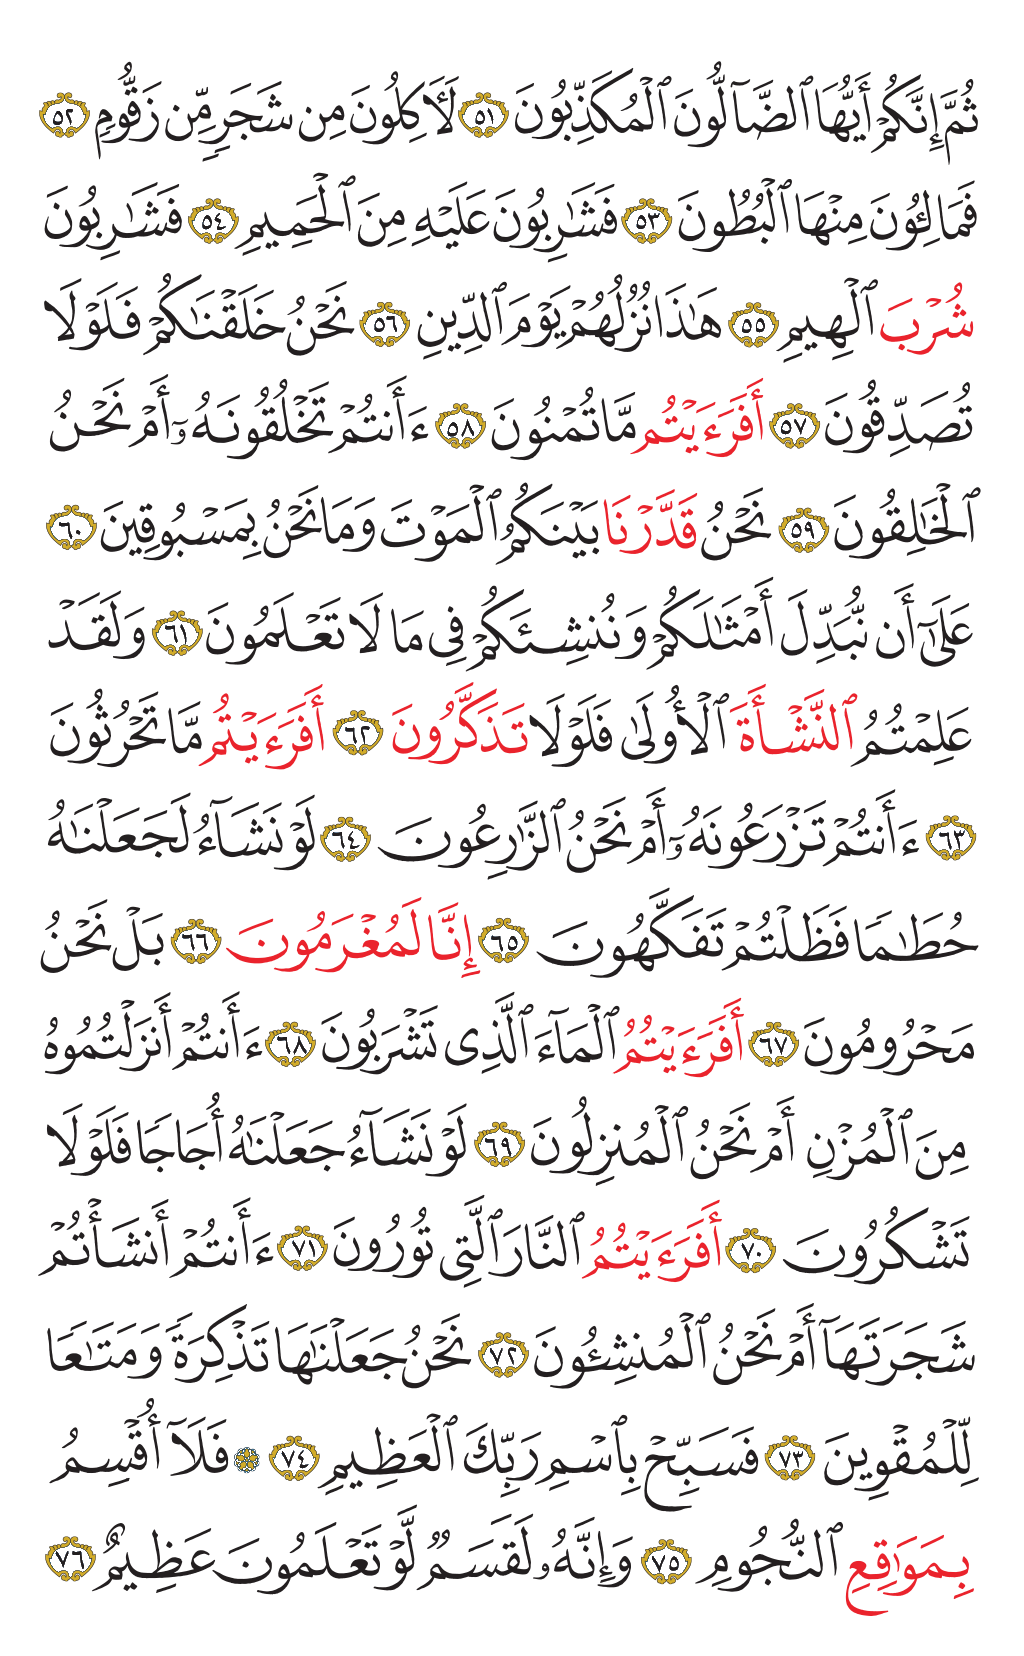 ثُمَّ إِنَّكُمْ أَيُّهَا ٱلضَّآلُّونَ ٱلْمُكَذِّبُونَ ٥١ لَأٓكِلُونَ مِن شَجَرٍ مِّن زَقُّومٍ ٥٢
فَمَالِـُٔونَ مِنْهَا ٱلْبُطُونَ ٥٣ فَشَـٰرِبُونَ عَلَيْهِ مِنَ ٱلْحَمِيمِ ٥٤ فَشَـٰرِبُونَ
شُرْبَ ٱلْهِيمِ ٥٥ هَـٰذَا نُزُلُهُمْ يَوْمَ ٱلدِّينِ ٥٦ نَحْنُ خَلَقْنَـٰكُمْ فَلَوْلَا
تُصَدِّقُونَ ٥٧ أَفَرَءَيْتُم مَّا تُمْنُونَ ٥٨ ءَأَنتُمْ تَخْلُقُونَهُۥٓ أَمْ نَحْنُ
ٱلْخَـٰلِقُونَ ٥٩ نَحْنُ قَدَّرْنَا بَيْنَكُمُ ٱلْمَوْتَ وَمَا نَحْنُ بِمَسْبُوقِينَ ٦٠
عَلَىٰٓ أَن نُّبَدِّلَ أَمْثَـٰلَكُمْ وَنُنشِئَكُمْ فِى مَا لَا تَعْلَمُونَ ٦١ وَلَقَدْ
عَلِمْتُمُ ٱلنَّشْأَةَ ٱلْأُولَىٰ فَلَوْلَا تَذَكَّرُونَ ٦٢ أَفَرَءَيْتُم مَّا تَحْرُثُونَ
٦٣ ءَأَنتُمْ تَزْرَعُونَهُۥٓ أَمْ نَحْنُ ٱلزَّٰرِعُونَ ٦٤ لَوْ نَشَآءُ لَجَعَلْنَـٰهُ
حُطَـٰمًا فَظَلْتُمْ تَفَكَّهُونَ ٦٥ إِنَّا لَمُغْرَمُونَ ٦٦ بَلْ نَحْنُ
مَحْرُومُونَ ٦٧ أَفَرَءَيْتُمُ ٱلْمَآءَ ٱلَّذِى تَشْرَبُونَ ٦٨ ءَأَنتُمْ أَنزَلْتُمُوهُ
مِنَ ٱلْمُزْنِ أَمْ نَحْنُ ٱلْمُنزِلُونَ ٦٩ لَوْ نَشَآءُ جَعَلْنَـٰهُ أُجَاجًا فَلَوْلَا
تَشْكُرُونَ ٧٠ أَفَرَءَيْتُمُ ٱلنَّارَ ٱلَّتِى تُورُونَ ٧١ ءَأَنتُمْ أَنشَأْتُمْ
شَجَرَتَهَآ أَمْ نَحْنُ ٱلْمُنشِـُٔونَ ٧٢ نَحْنُ جَعَلْنَـٰهَا تَذْكِرَةً وَمَتَـٰعًا
لِّلْمُقْوِينَ ٧٣ فَسَبِّحْ بِٱسْمِ رَبِّكَ ٱلْعَظِيمِ ٧٤ فَلَآ أُقْسِمُ
بِمَوَٰقِعِ ٱلنُّجُومِ ٧٥ وَإِنَّهُۥ لَقَسَمٌ لَّوْ تَعْلَمُونَ عَظِيمٌ ٧٦